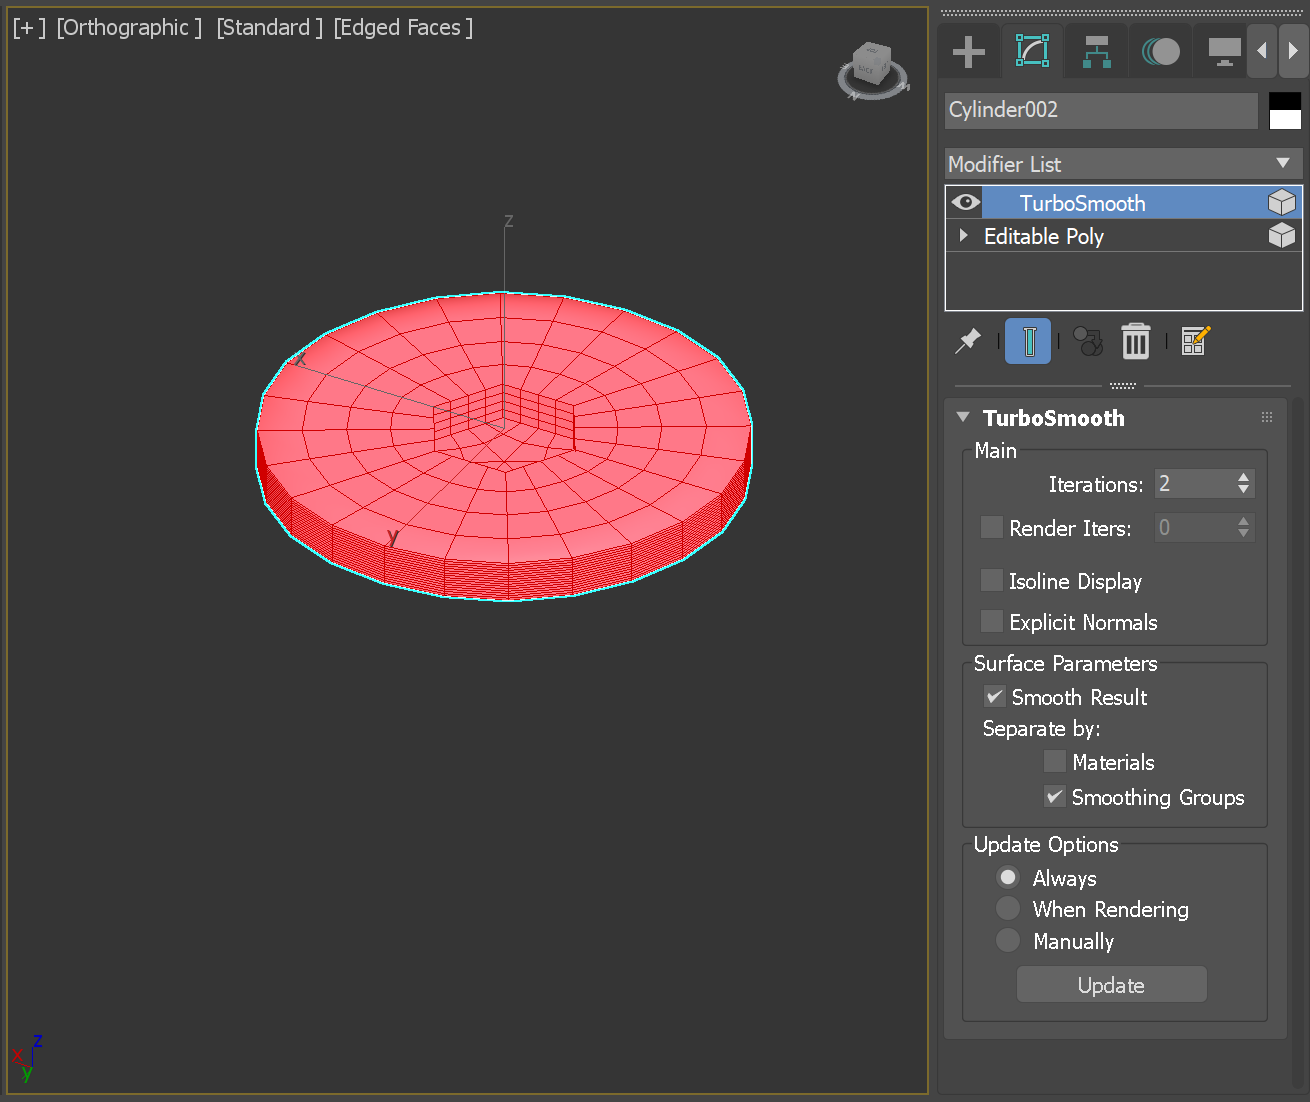 [+] [Orthographic] [Standard] [Edged Faces]
z
x
y
z
x
y
Cylinder002
Modifier List
TurboSmooth
Editable Poly
TurboSmooth
Main
Iterations: 2
Render Iters: 0
Isoline Display
Explicit Normals
Surface Parameters
Smooth Result
Separate by:
Materials
Smoothing Groups
Update Options
Always
When Rendering
Manually
Update